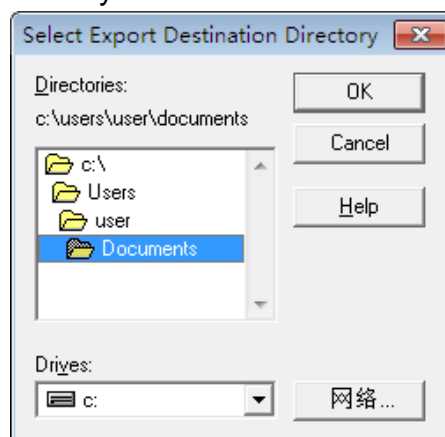 Select Export Destination Directory
Directories:
c:\users\user\documents
OK
Cancel
Help
c:\
Users
user
Documents
Drives:
c:
网络...